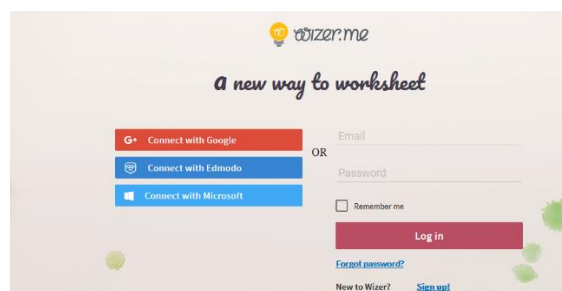 wizer.me
a new way to worksheet
G+ Connect with Google
Connect with Edmodo
Connect with Microsoft
OR
Email
Password
Remember me
Log in
Forgot password?
New to Wizer? Sign up!